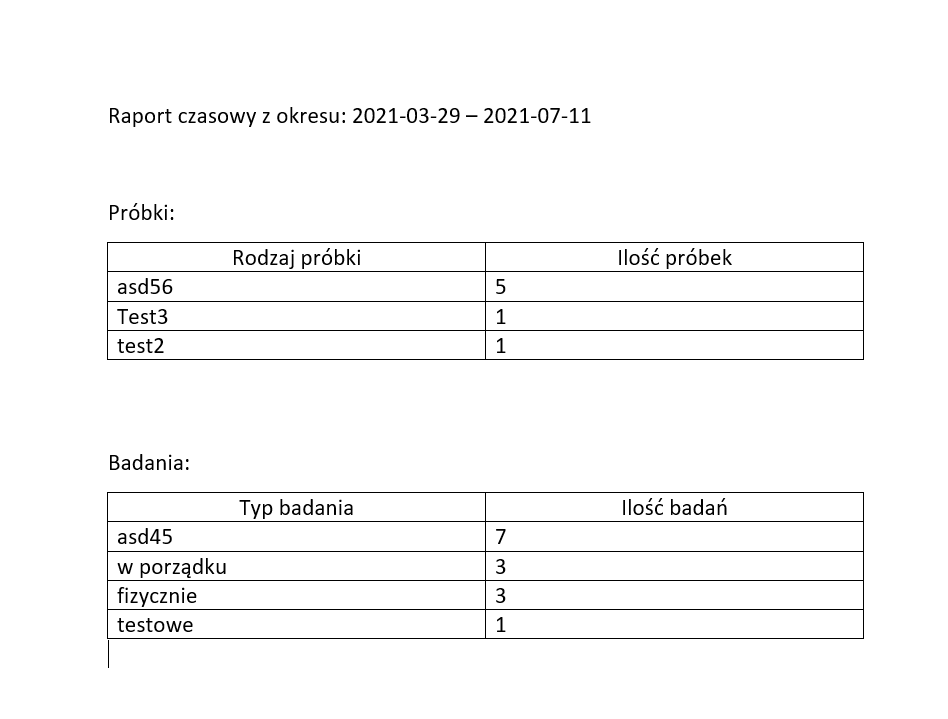 Raport czasowy z okresu: 2021-03-29 – 2021-07-11
Próbki:
Rodzaj próbki Ilość próbek
asd56 5
Test3 1
test2 1
Badania:
Typ badania Ilość badań
asd45 7
w porządku 3
fizycznie 3
testowe 1